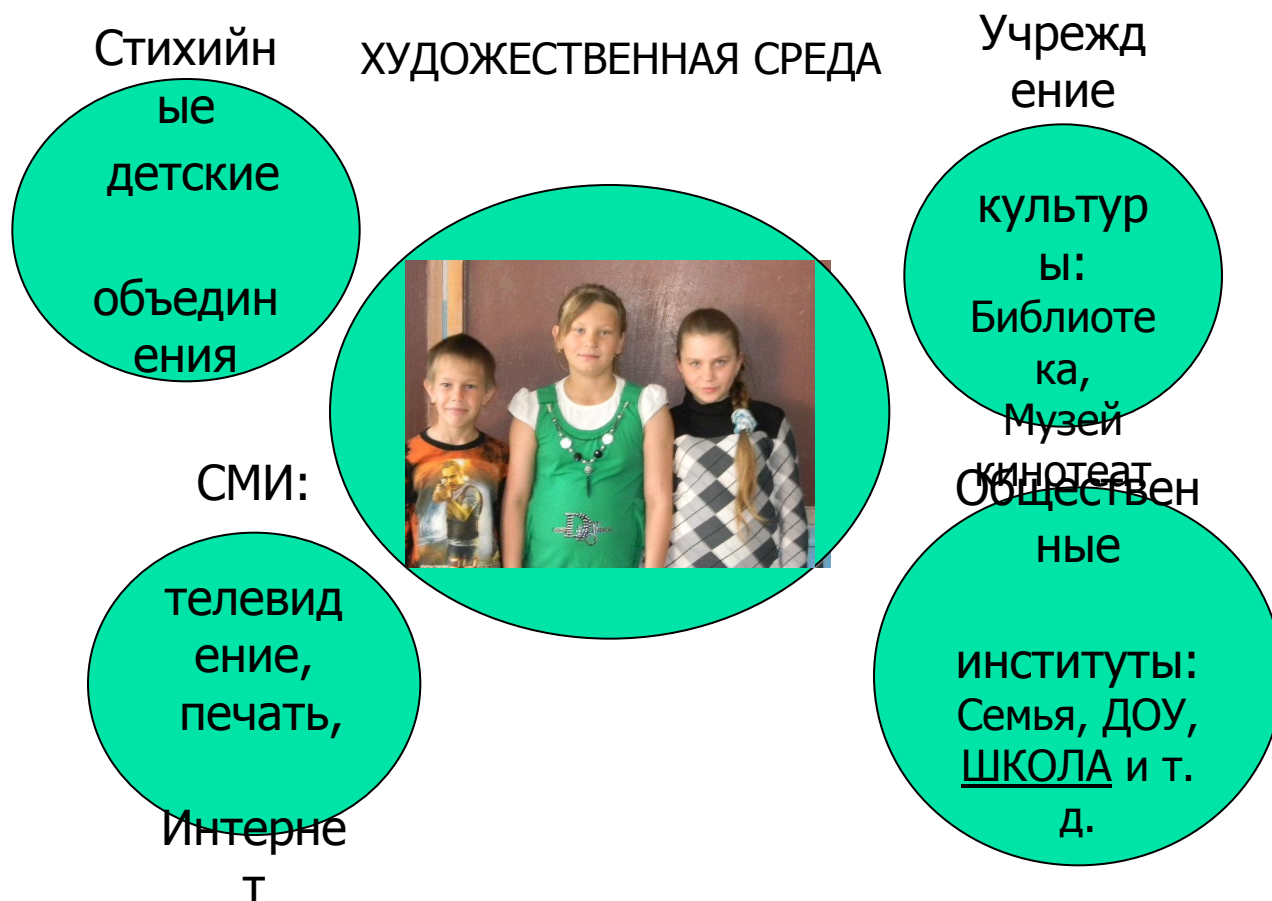 ХУДОЖЕСТВЕННАЯ СРЕДА
Стихийн
ые
детские
объедин
ения
Учрежд
ение
культур
ы:
Библиоте
ка,
Музей
кинотеат
СМИ:
телевид
ение,
печать,
Интерне
т
Обществен
ные
институты:
Семья, ДОУ,
ШКОЛА и т.
д.